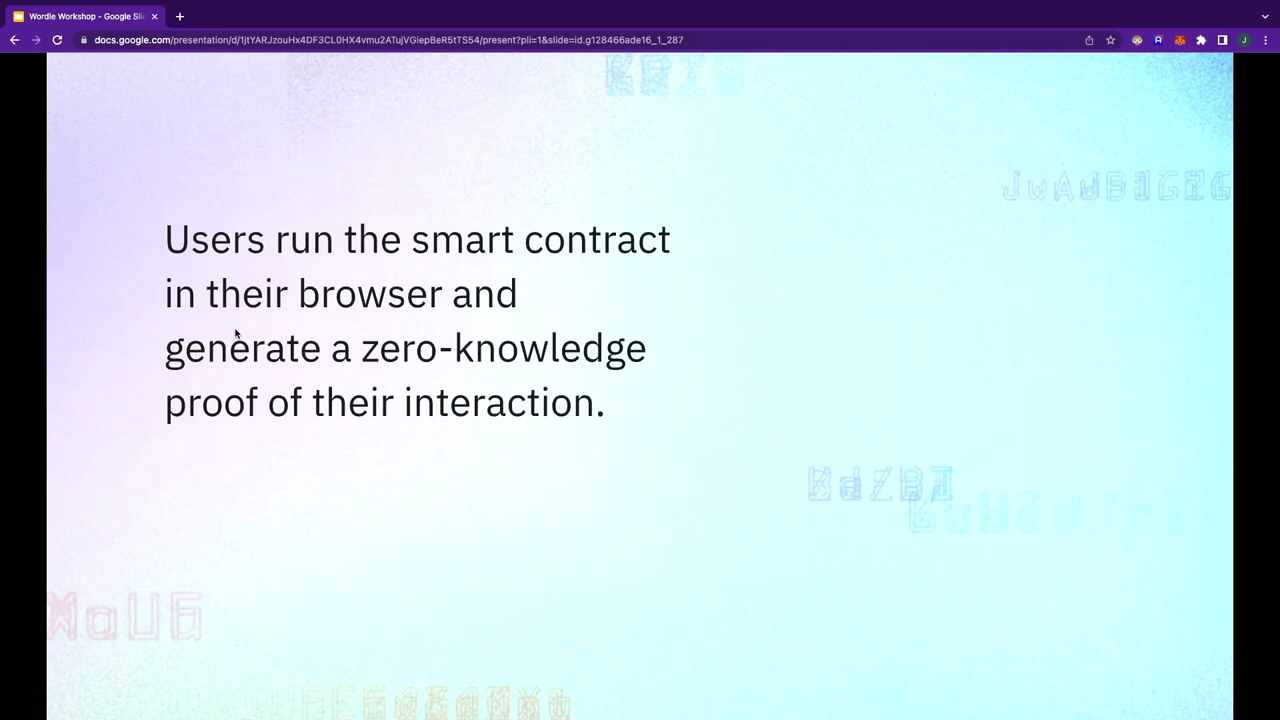 Wordle Workshop - Google Sli
docs.google.com/presentation/d/1jtYARJzouHx4DF3CL0HX4vmu2ATujVGiepBeR5tTS54/present?pli=1&slide=id.g128466ade16_1_287
J
Users run the smart contract
in their browser and
generate a zero-knowledge
proof of their interaction.